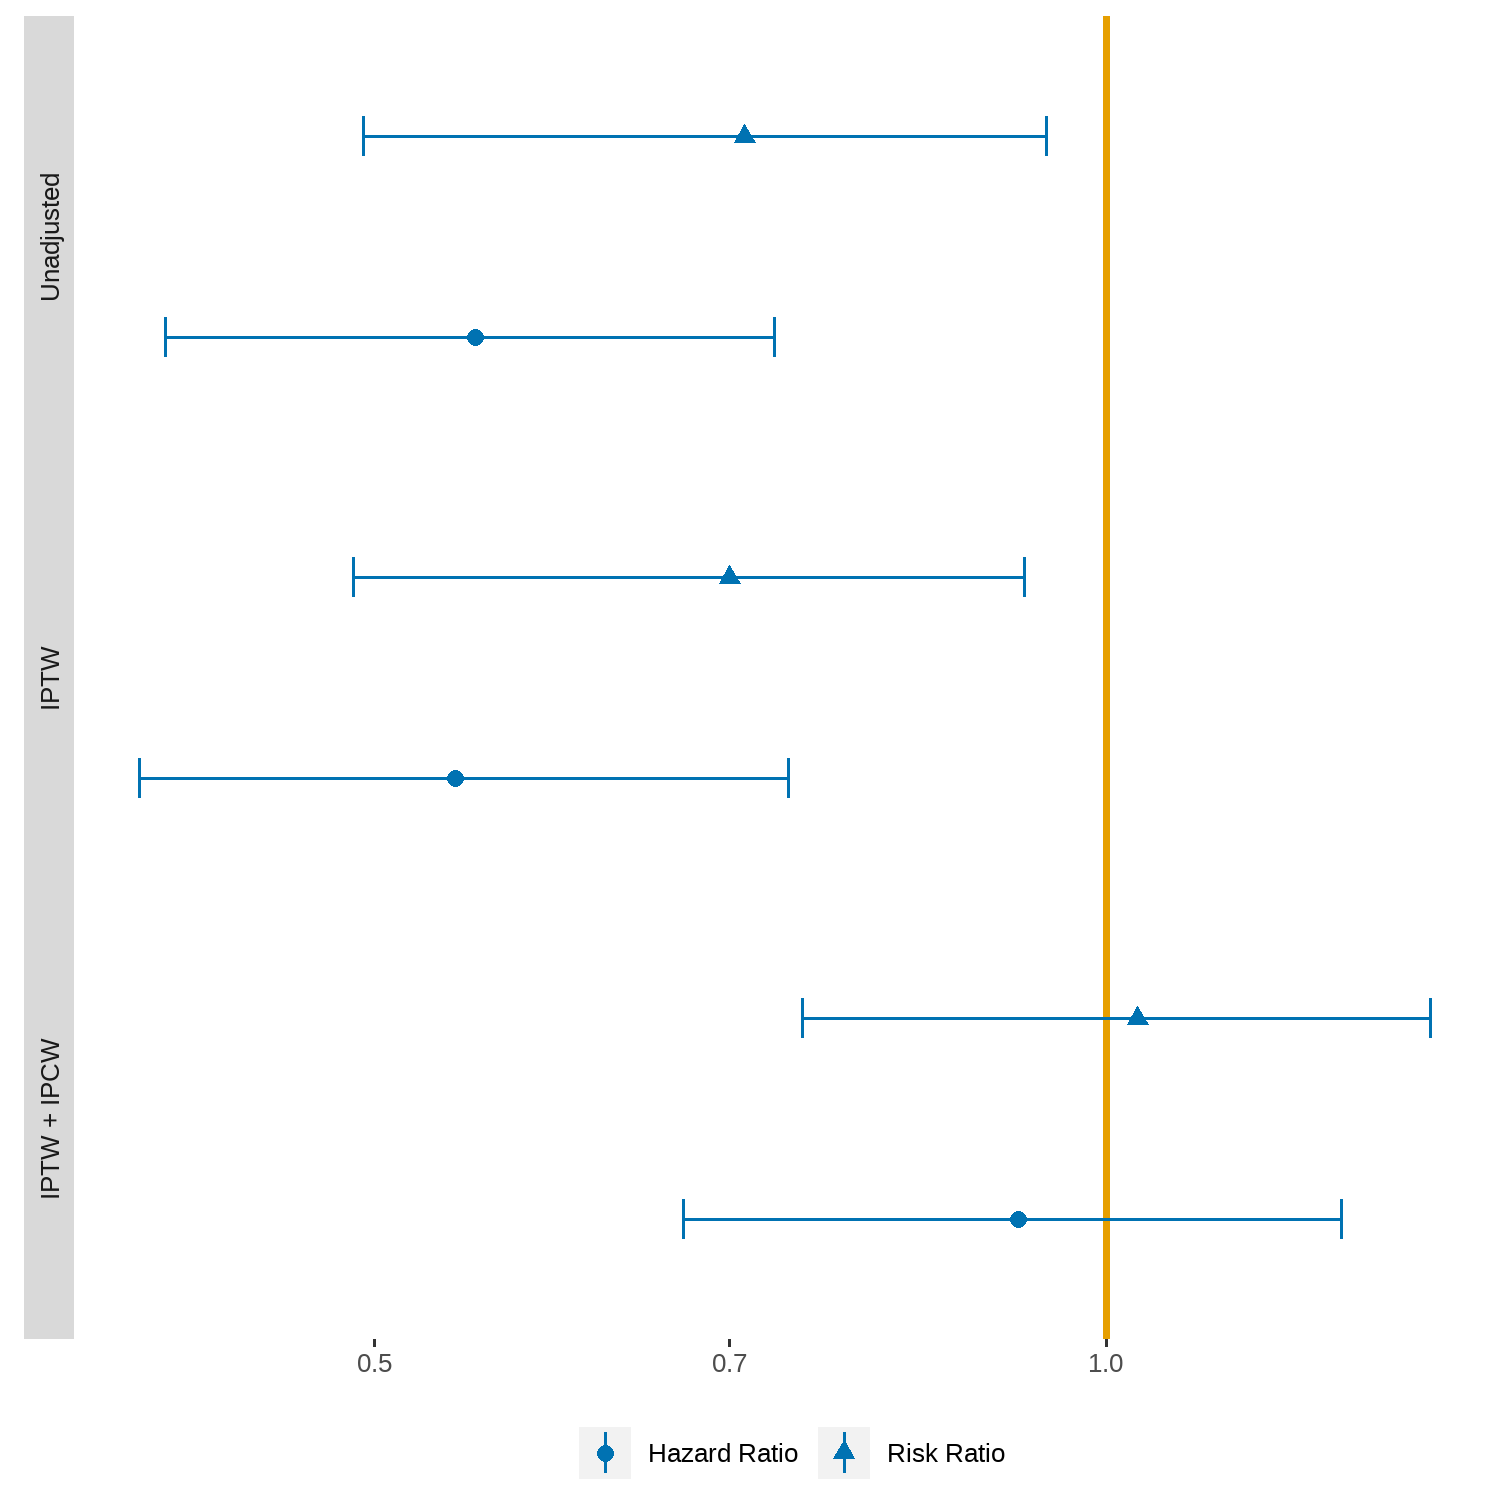 Unadjusted
IPTW
IPTW + IPCW
0.5 0.7 1.0
Hazard Ratio Risk Ratio